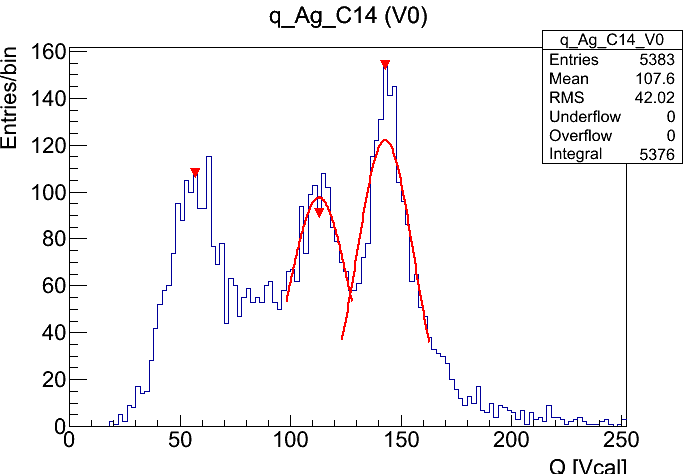 q_Ag_C14 (V0)
q_Ag_C14_V0
Entries 5383
Mean 107.6
RMS 42.02
Underflow 0
Overflow 0
Integral 5376
Entries/bin
160
140
120
100
80
60
40
20
0
0 50 100 150 200 250
Q [Vcal]